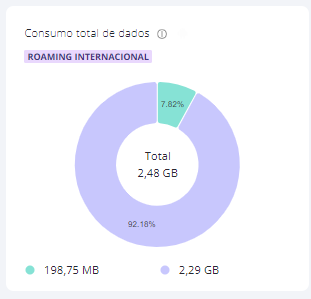 Consumo total de dados
ROAMING INTERNACIONAL
7.82%
Total
2,48 GB
92.18%
198,75 MB
2,29 GB